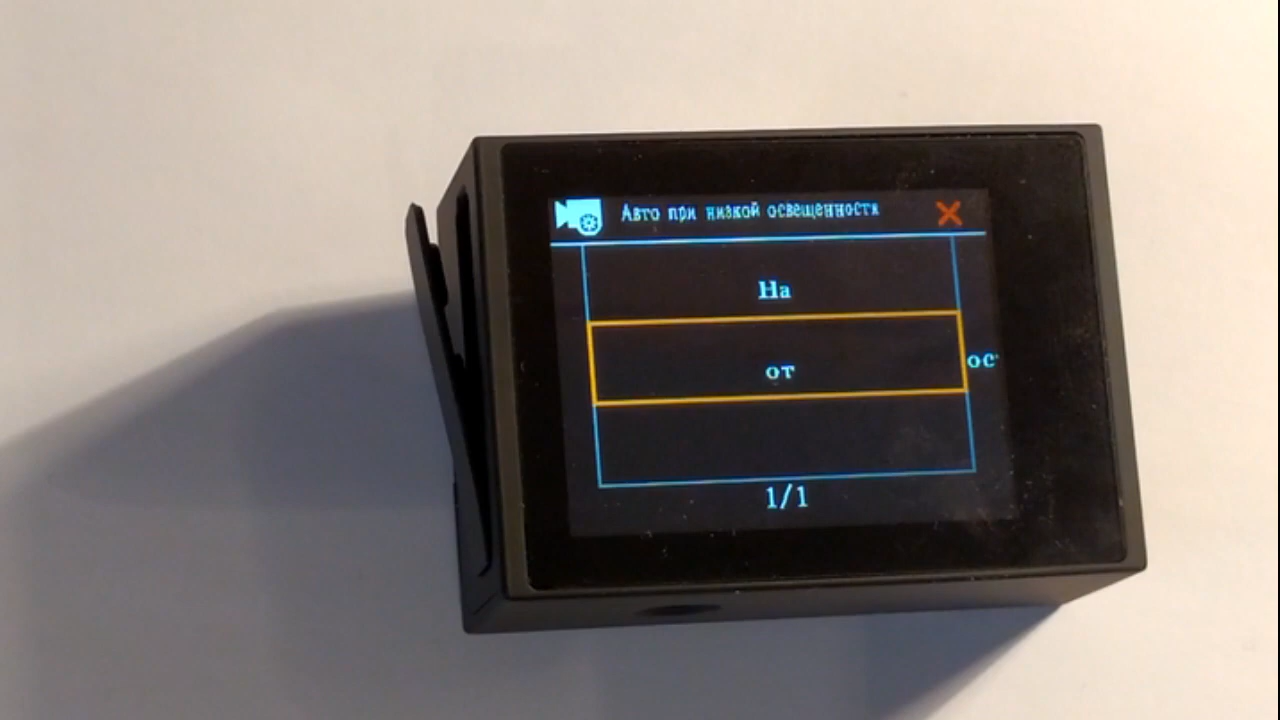 Авто при низкой освещенности
На
от
ос
1/1